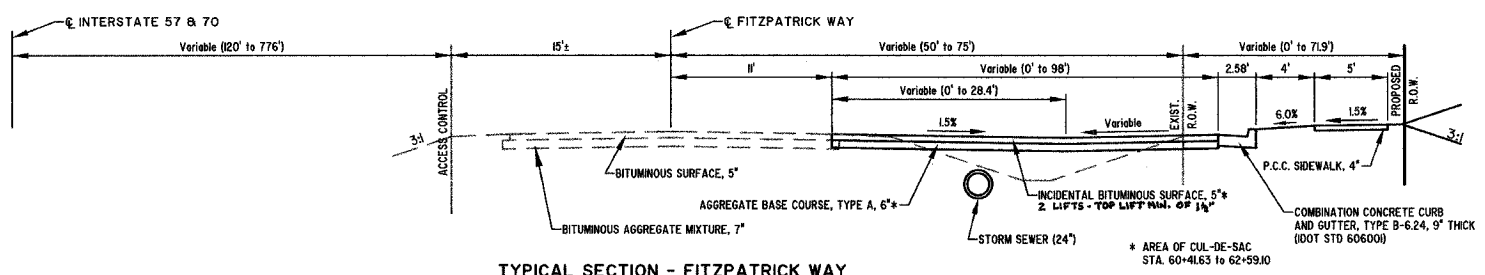 ℄ INTERSTATE 57 & 70
℄ FITZPATRICK WAY
Variable (120' to 776')
15'±
Variable (50' to 75')
Variable (0' to 71.9')
11'
Variable (0' to 98')
2.58'
4'
5'
Variable (0' to 28.4')
PROPOSED
R.O.W.
EXIST.
R.O.W.
ACCESS CONTROL
3:1
1.5%
Variable
6.0%
1.5%
3:1
BITUMINOUS SURFACE, 5"
P.C.C. SIDEWALK, 4"
AGGREGATE BASE COURSE, TYPE A, 6"*
INCIDENTAL BITUMINOUS SURFACE, 5"*
2 LIFTS - TOP LIFT MIN. OF 1½"
BITUMINOUS AGGREGATE MIXTURE, 7"
STORM SEWER (24")
COMBINATION CONCRETE CURB
AND GUTTER, TYPE B-6.24, 9" THICK
(IDOT STD 606001)
* AREA OF CUL-DE-SAC
STA. 60+41.63 to 62+59.10
TYPICAL SECTION - FITZPATRICK WAY